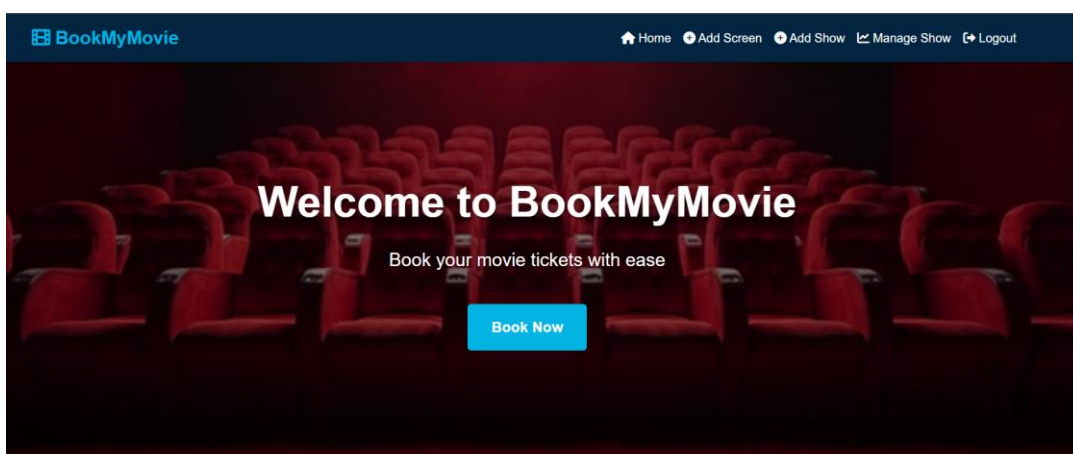 BookMyMovie
Home Add Screen Add Show Manage Show Logout
Welcome to BookMyMovie
Book your movie tickets with ease
Book Now